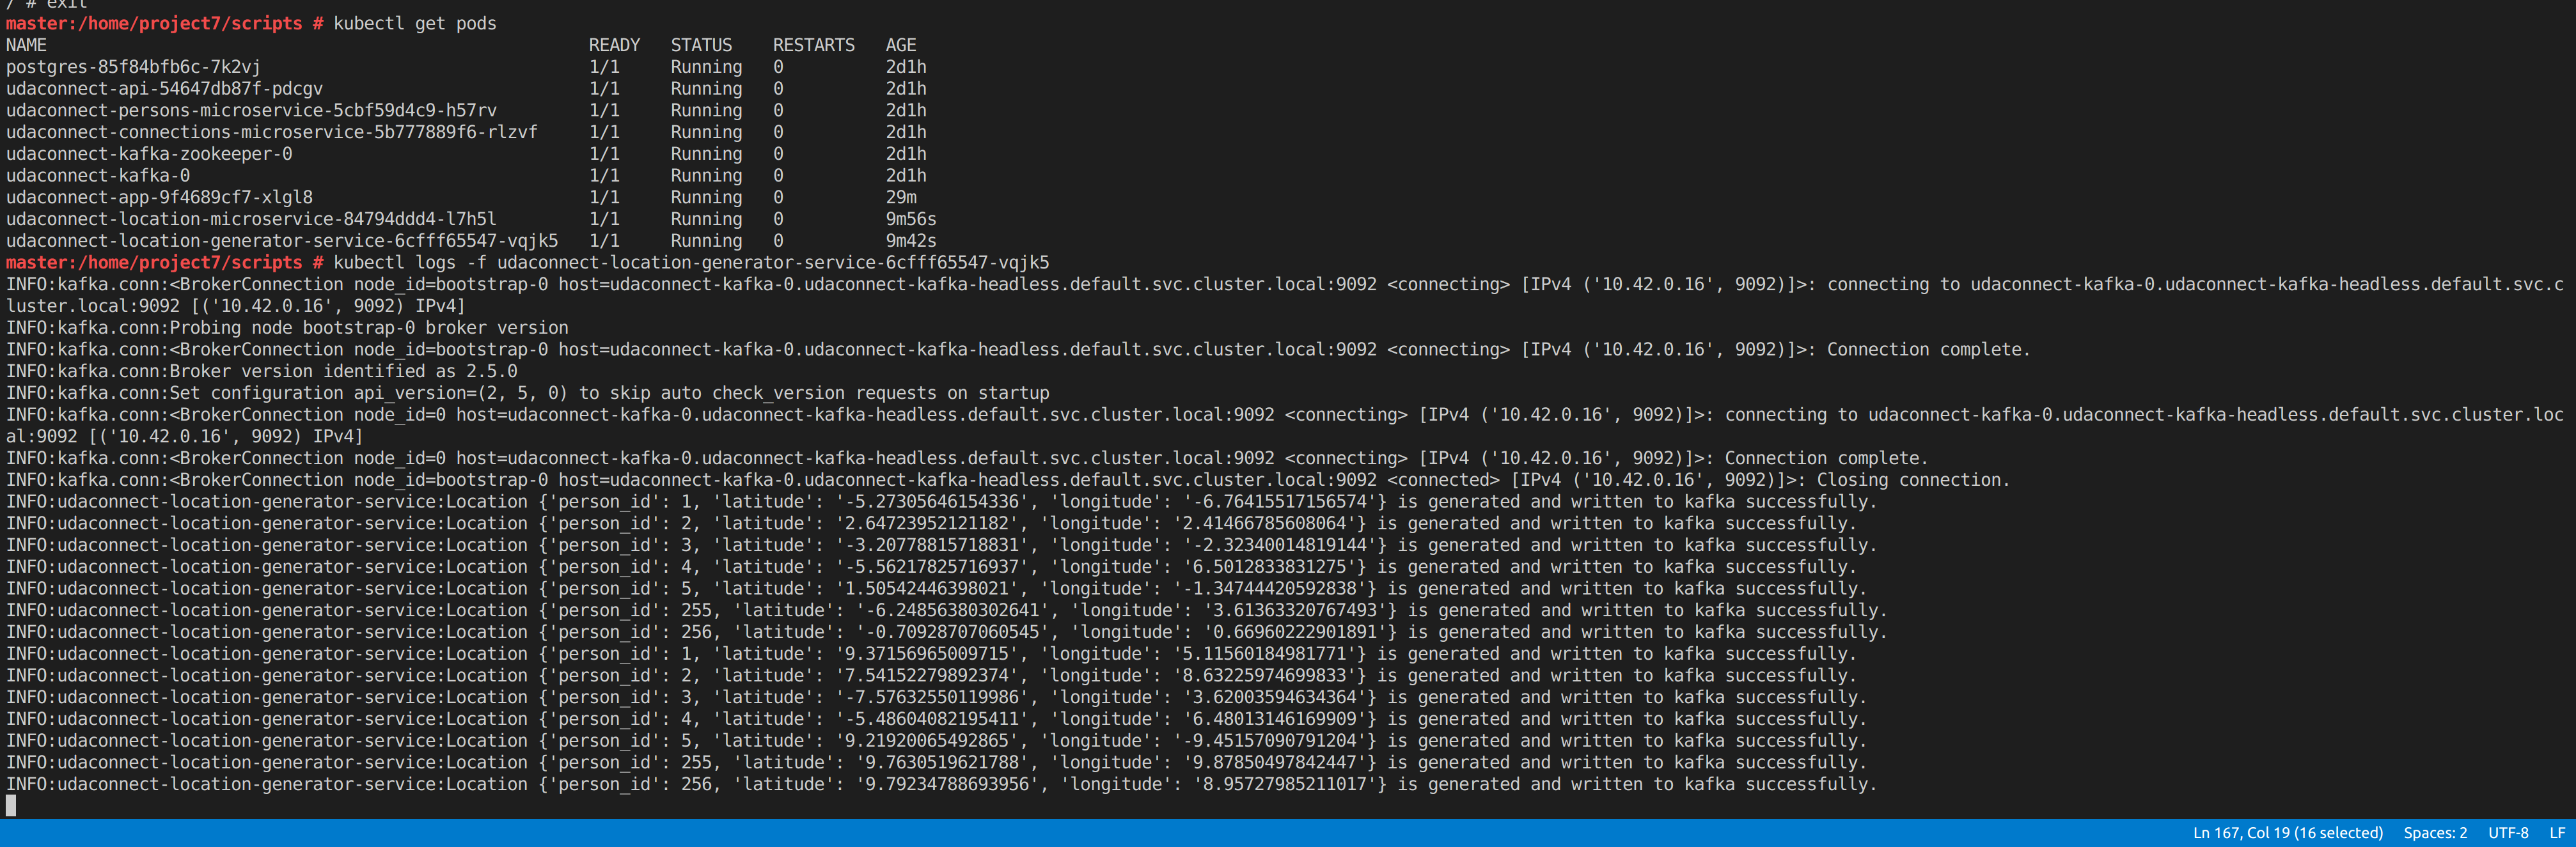 / # exit
master:/home/project7/scripts # kubectl get pods
NAME READY STATUS RESTARTS AGE
postgres-85f84bfb6c-7k2vj 1/1 Running 0 2d1h
udaconnect-api-54647db87f-pdcgv 1/1 Running 0 2d1h
udaconnect-persons-microservice-5cbf59d4c9-h57rv 1/1 Running 0 2d1h
udaconnect-connections-microservice-5b777889f6-rlzvf 1/1 Running 0 2d1h
udaconnect-kafka-zookeeper-0 1/1 Running 0 2d1h
udaconnect-kafka-0 1/1 Running 0 2d1h
udaconnect-app-9f4689cf7-xlgl8 1/1 Running 0 29m
udaconnect-location-microservice-84794ddd4-l7h5l 1/1 Running 0 9m56s
udaconnect-location-generator-service-6cfff65547-vqjk5 1/1 Running 0 9m42s
master:/home/project7/scripts # kubectl logs -f udaconnect-location-generator-service-6cfff65547-vqjk5
INFO:kafka.conn:<BrokerConnection node_id=bootstrap-0 host=udaconnect-kafka-0.udaconnect-kafka-headless.default.svc.cluster.local:9092 <connecting> [IPv4 ('10.42.0.16', 9092)]>: connecting to udaconnect-kafka-0.udaconnect-kafka-headless.default.svc.c
luster.local:9092 [('10.42.0.16', 9092) IPv4]
INFO:kafka.conn:Probing node bootstrap-0 broker version
INFO:kafka.conn:<BrokerConnection node_id=bootstrap-0 host=udaconnect-kafka-0.udaconnect-kafka-headless.default.svc.cluster.local:9092 <connecting> [IPv4 ('10.42.0.16', 9092)]>: Connection complete.
INFO:kafka.conn:Broker version identified as 2.5.0
INFO:kafka.conn:Set configuration api_version=(2, 5, 0) to skip auto check_version requests on startup
INFO:kafka.conn:<BrokerConnection node_id=0 host=udaconnect-kafka-0.udaconnect-kafka-headless.default.svc.cluster.local:9092 <connecting> [IPv4 ('10.42.0.16', 9092)]>: connecting to udaconnect-kafka-0.udaconnect-kafka-headless.default.svc.cluster.loc
al:9092 [('10.42.0.16', 9092) IPv4]
INFO:kafka.conn:<BrokerConnection node_id=0 host=udaconnect-kafka-0.udaconnect-kafka-headless.default.svc.cluster.local:9092 <connecting> [IPv4 ('10.42.0.16', 9092)]>: Connection complete.
INFO:kafka.conn:<BrokerConnection node_id=bootstrap-0 host=udaconnect-kafka-0.udaconnect-kafka-headless.default.svc.cluster.local:9092 <connected> [IPv4 ('10.42.0.16', 9092)]>: Closing connection.
INFO:udaconnect-location-generator-service:Location {'person_id': 1, 'latitude': '-5.27305646154336', 'longitude': '-6.76415517156574'} is generated and written to kafka successfully.
INFO:udaconnect-location-generator-service:Location {'person_id': 2, 'latitude': '2.64723952121182', 'longitude': '2.41466785608064'} is generated and written to kafka successfully.
INFO:udaconnect-location-generator-service:Location {'person_id': 3, 'latitude': '-3.20778815718831', 'longitude': '-2.32340014819144'} is generated and written to kafka successfully.
INFO:udaconnect-location-generator-service:Location {'person_id': 4, 'latitude': '-5.56217825716937', 'longitude': '6.5012833831275'} is generated and written to kafka successfully.
INFO:udaconnect-location-generator-service:Location {'person_id': 5, 'latitude': '1.50542446398021', 'longitude': '-1.34744420592838'} is generated and written to kafka successfully.
INFO:udaconnect-location-generator-service:Location {'person_id': 255, 'latitude': '-6.24856380302641', 'longitude': '3.61363320767493'} is generated and written to kafka successfully.
INFO:udaconnect-location-generator-service:Location {'person_id': 256, 'latitude': '-0.70928707060545', 'longitude': '0.66960222901891'} is generated and written to kafka successfully.
INFO:udaconnect-location-generator-service:Location {'person_id': 1, 'latitude': '9.37156965009715', 'longitude': '5.11560184981771'} is generated and written to kafka successfully.
INFO:udaconnect-location-generator-service:Location {'person_id': 2, 'latitude': '7.54152279892374', 'longitude': '8.63225974699833'} is generated and written to kafka successfully.
INFO:udaconnect-location-generator-service:Location {'person_id': 3, 'latitude': '-7.57632550119986', 'longitude': '3.62003594634364'} is generated and written to kafka successfully.
INFO:udaconnect-location-generator-service:Location {'person_id': 4, 'latitude': '-5.48604082195411', 'longitude': '6.48013146169909'} is generated and written to kafka successfully.
INFO:udaconnect-location-generator-service:Location {'person_id': 5, 'latitude': '9.21920065492865', 'longitude': '-9.45157090791204'} is generated and written to kafka successfully.
INFO:udaconnect-location-generator-service:Location {'person_id': 255, 'latitude': '9.7630519621788', 'longitude': '9.87850497842447'} is generated and written to kafka successfully.
INFO:udaconnect-location-generator-service:Location {'person_id': 256, 'latitude': '9.79234788693956', 'longitude': '8.95727985211017'} is generated and written to kafka successfully.
Ln 167, Col 19 (16 selected) Spaces: 2 UTF-8 LF